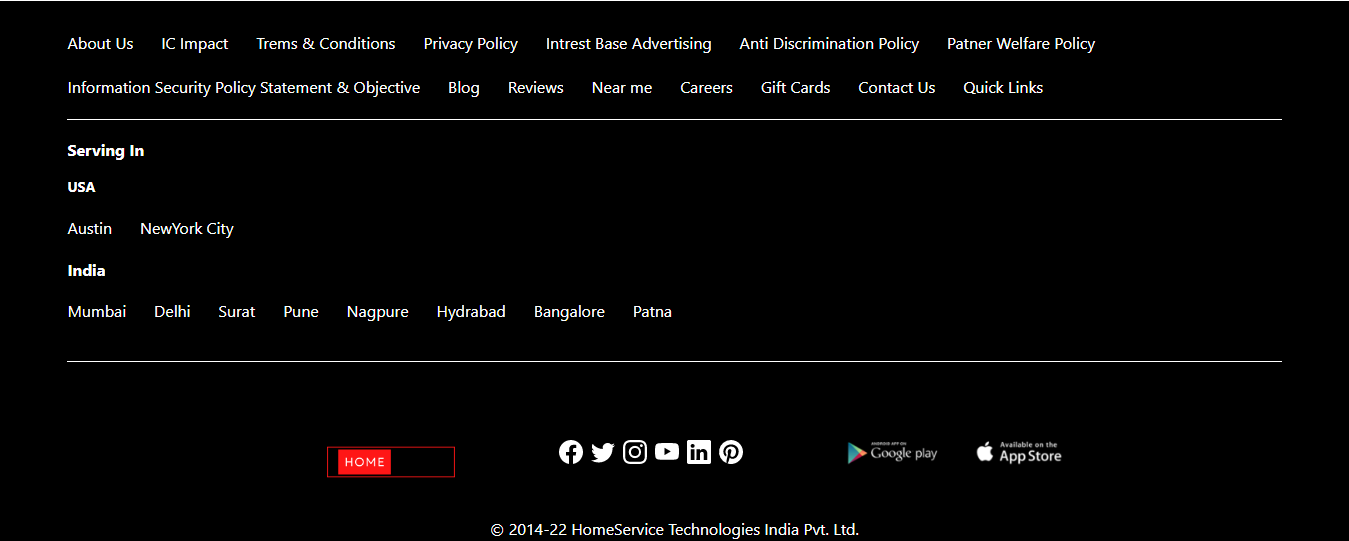 About Us IC Impact Trems & Conditions Privacy Policy Intrest Base Advertising Anti Discrimination Policy Patner Welfare Policy
Information Security Policy Statement & Objective Blog Reviews Near me Careers Gift Cards Contact Us Quick Links
Serving In
USA
Austin NewYork City
India
Mumbai Delhi Surat Pune Nagpure Hydrabad Bangalore Patna
HOME
ANDROID APP ON
Google play
Available on the
App Store
© 2014-22 HomeService Technologies India Pvt. Ltd.